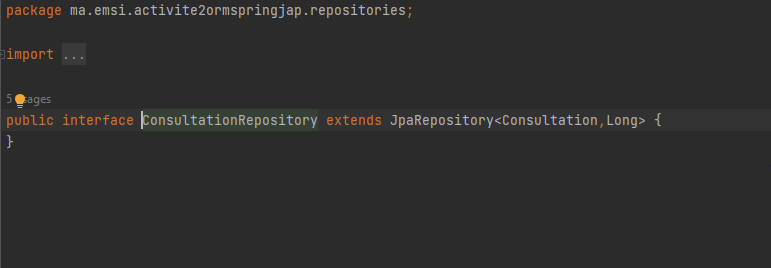 package ma.emsi.activite2ormspringjap.repositories;
import ...
5 usages
public interface ConsultationRepository extends JpaRepository<Consultation,Long> {
}